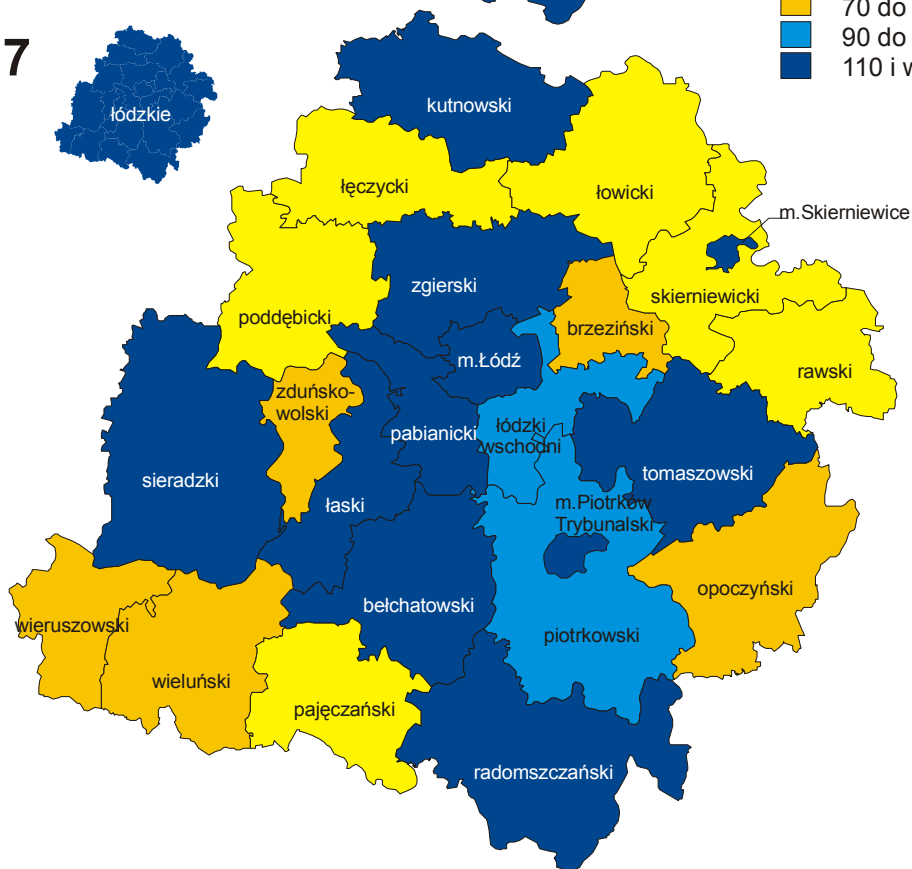 70 do
90 do
110 i w
7
łódzkie
kutnowski
łęczycki
łowicki
m.Skierniewice
zgierski
skierniewicki
poddębicki
brzeziński
m.Łódź
rawski
zduńsko-
wolski
pabianicki
łódzki
wschodni
sieradzki
tomaszowski
łaski
m.Piotrków
Trybunalski
opoczyński
bełchatowski
wieruszowski
piotrkowski
wieluński
pajęczański
radomszczański